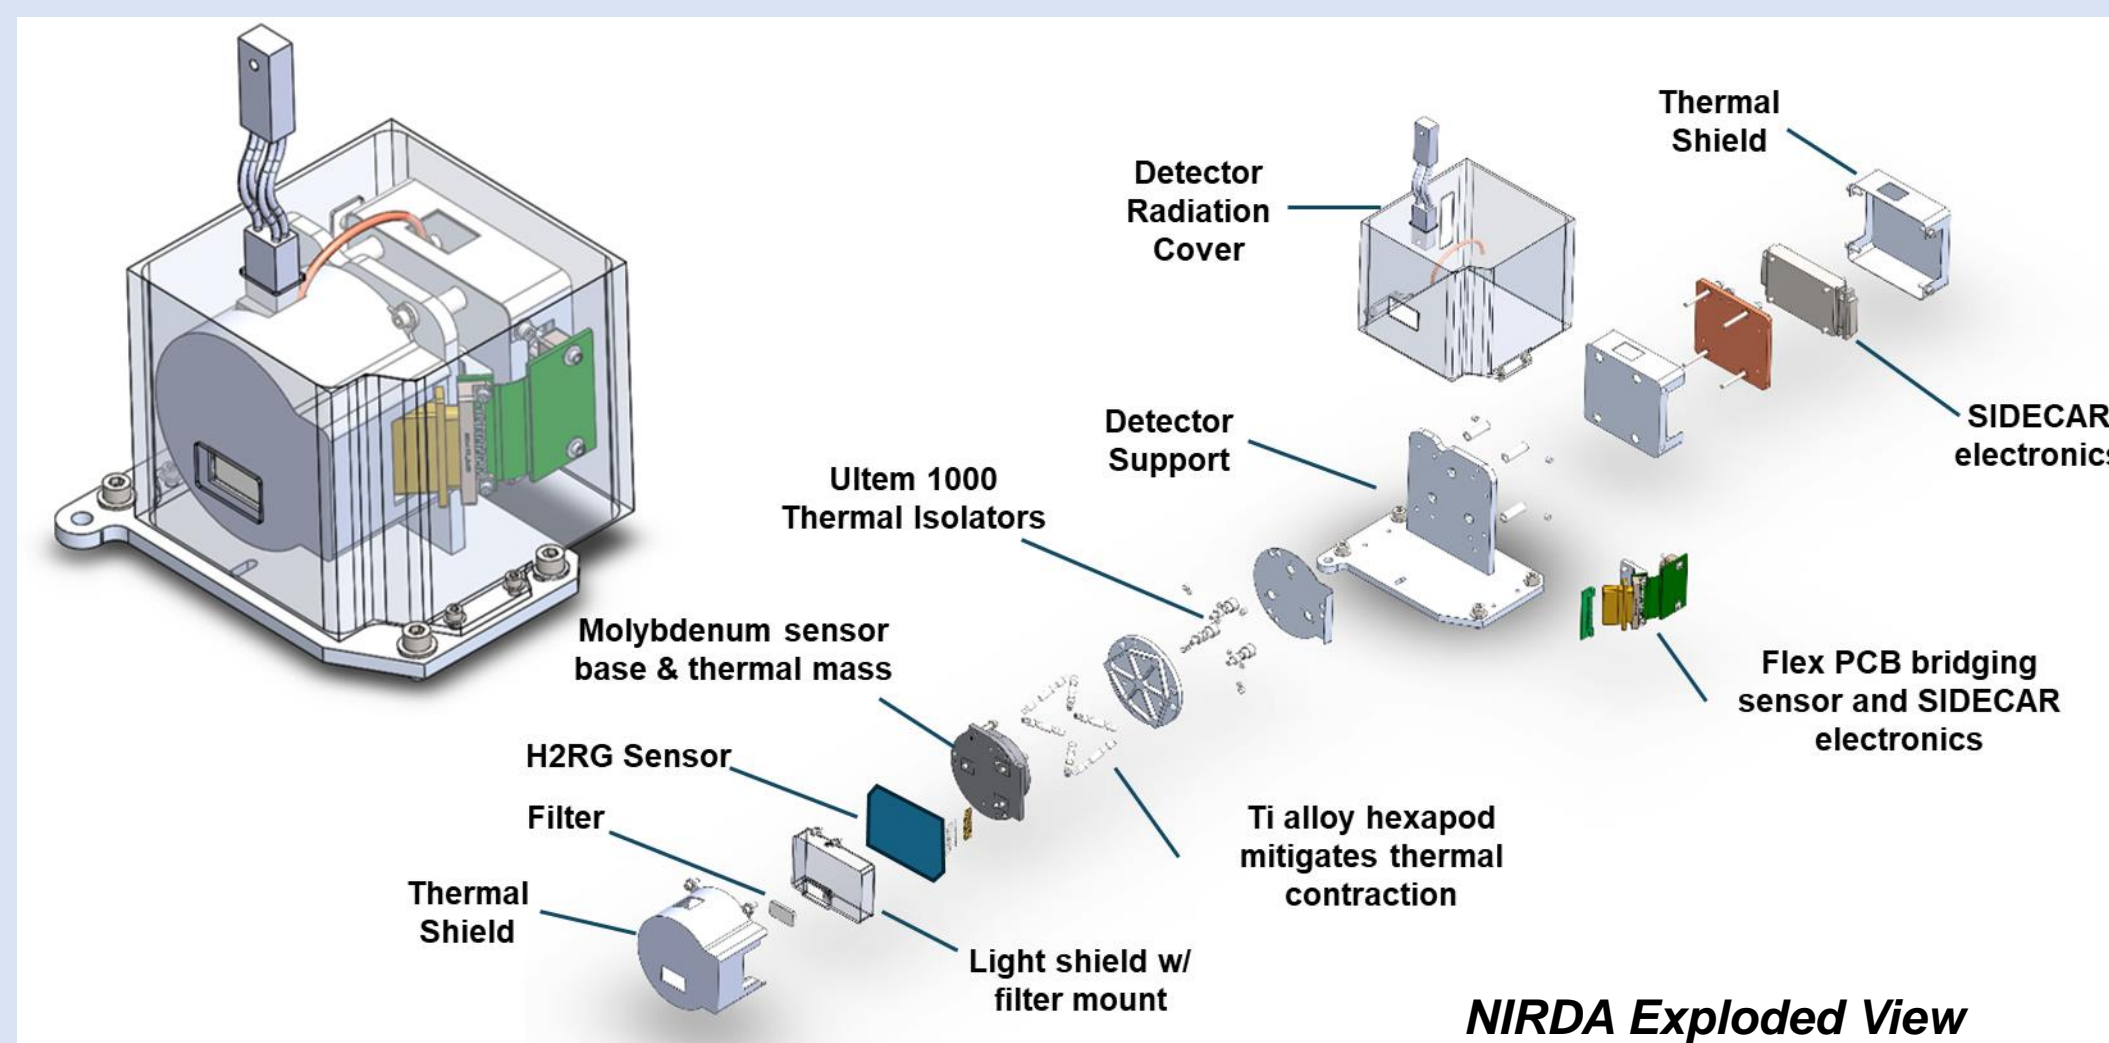 Thermal
Shield
Detector
Radiation
Cover
SIDECAR
electronics
Detector
Support
Ultem 1000
Thermal Isolators
Molybdenum sensor
base & thermal mass
Flex PCB bridging
sensor and SIDECAR
electronics
H2RG Sensor
Filter
Ti alloy hexapod
mitigates thermal
contraction
Thermal
Shield
Light shield w/
filter mount
NIRDA Exploded View